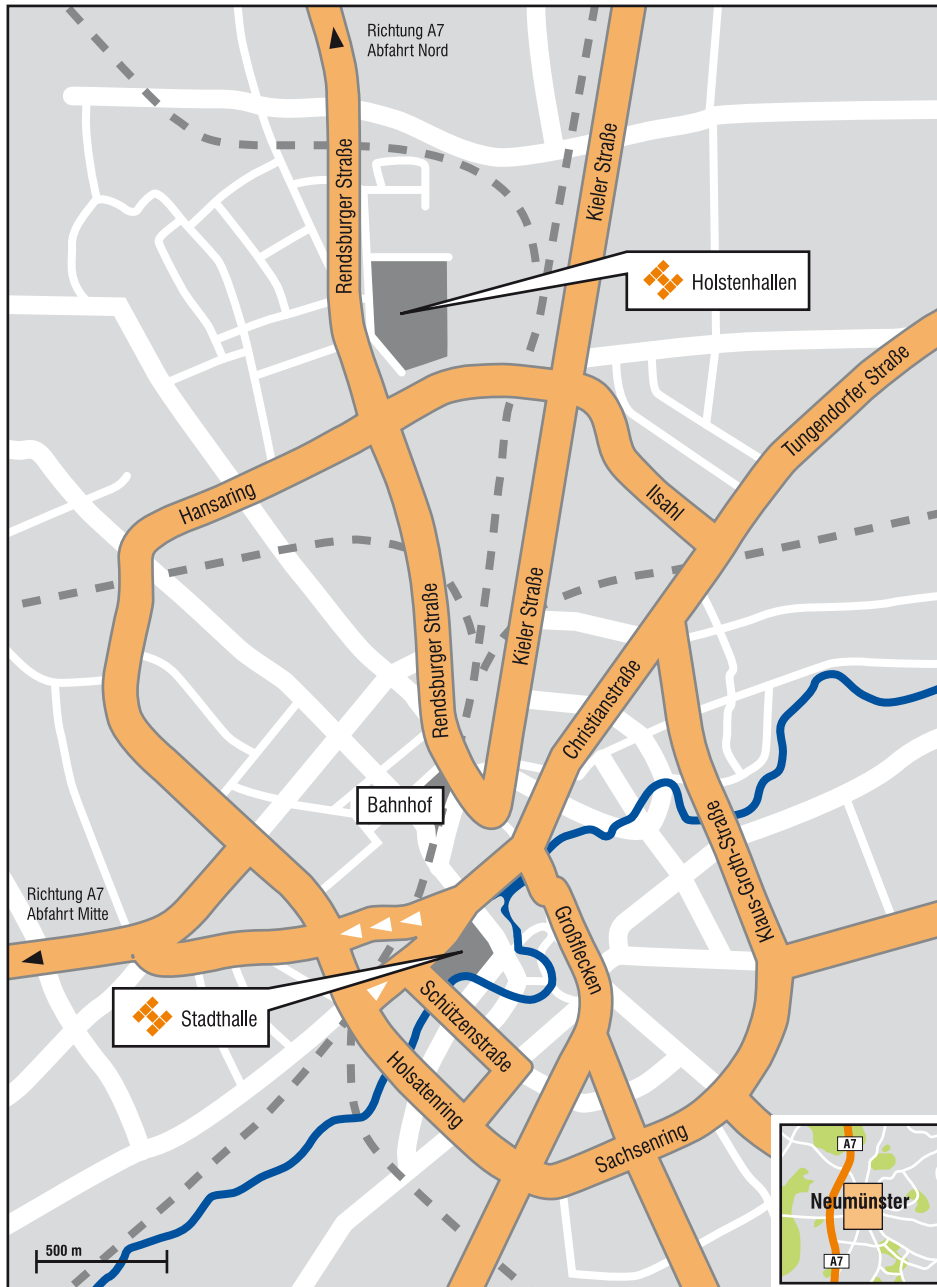 Richtung A7
Abfahrt Nord
Rendsburger Straße
Kieler Straße
Holstenhallen
Tungendorfer Straße
Hansaring
Ilsahl
Rendsburger Straße
Kieler Straße
Christianstraße
Bahnhof
Klaus-Groth-Straße
Richtung A7
Abfahrt Mitte
Großflecken
Stadthalle
Schützenstraße
Holsatenring
Sachsenring
A7
Neumünster
A7
500 m